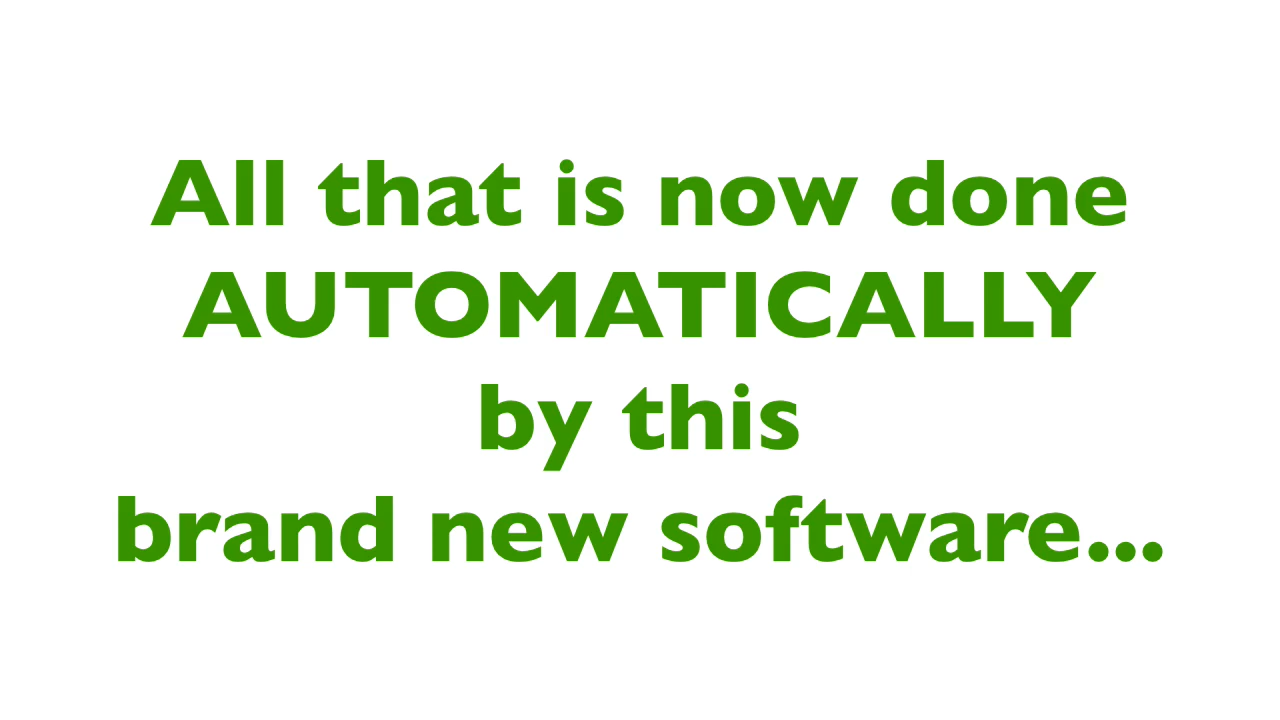 All that is now done
AUTOMATICALLY
by this
brand new software...